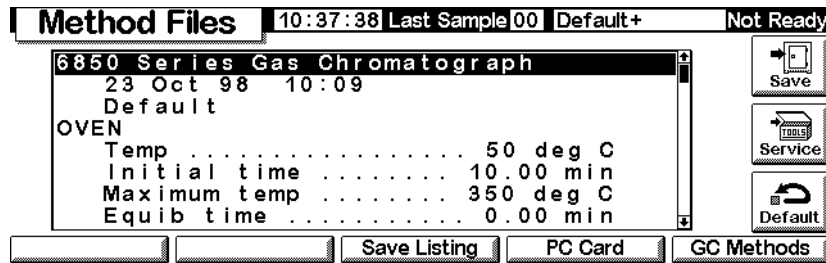 Method Files 10:37:38 Last Sample 00 Default+ Not Ready
6850 Series Gas Chromatograph
23 Oct 98 10:09
Default
OVEN
Temp ................. 50 deg C
Initial time ........ 10.00 min
Maximum temp ........ 350 deg C
Equib time ........... 0.00 min
Save
TOOLS
Service
Default
Save Listing PC Card GC Methods